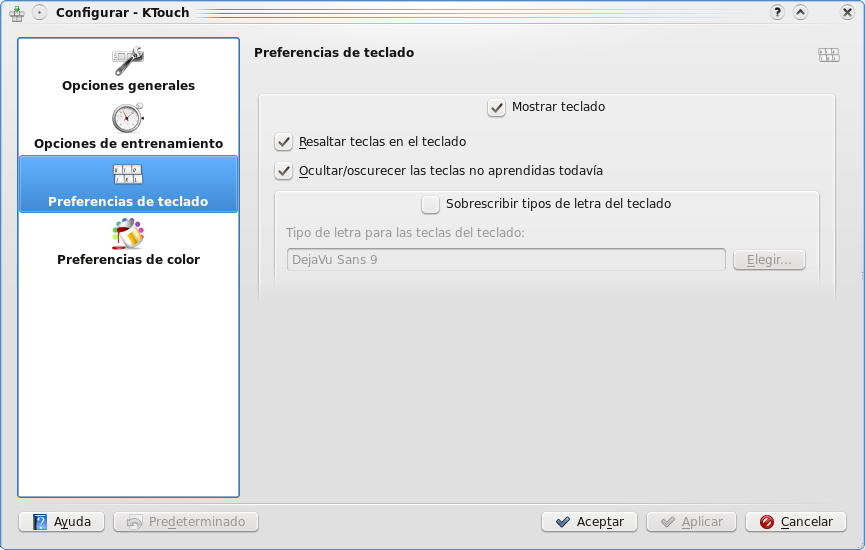 Configurar - KTouch
Opciones generales
Opciones de entrenamiento
Preferencias de teclado
Preferencias de color
Preferencias de teclado
Mostrar teclado
Resaltar teclas en el teclado
Ocultar/oscurecer las teclas no aprendidas todavía
Sobrescribir tipos de letra del teclado
Tipo de letra para las teclas del teclado:
DejaVu Sans 9
Elegir...
Ayuda
Predeterminado
Aceptar
Aplicar
Cancelar